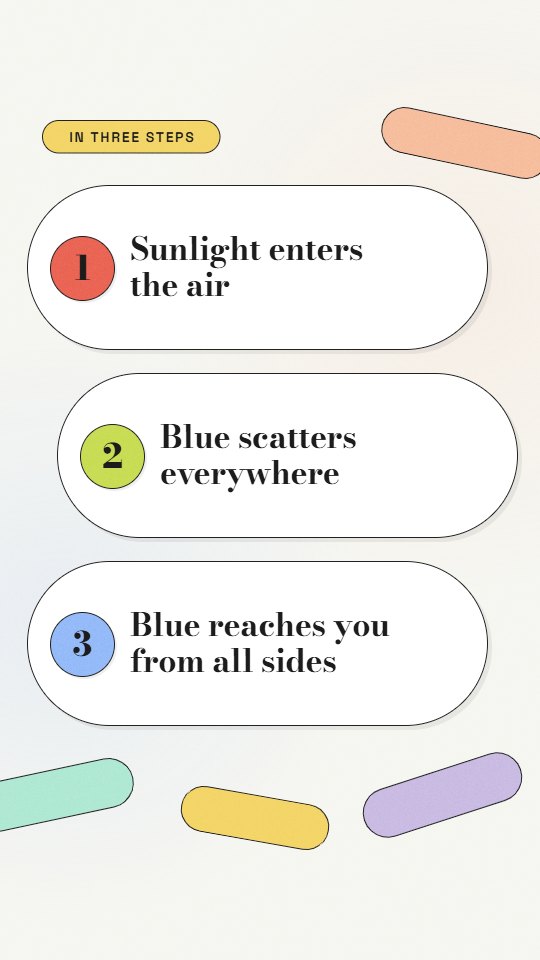 IN THREE STEPS
1
Sunlight enters
the air
2
Blue scatters
everywhere
3
Blue reaches you
from all sides